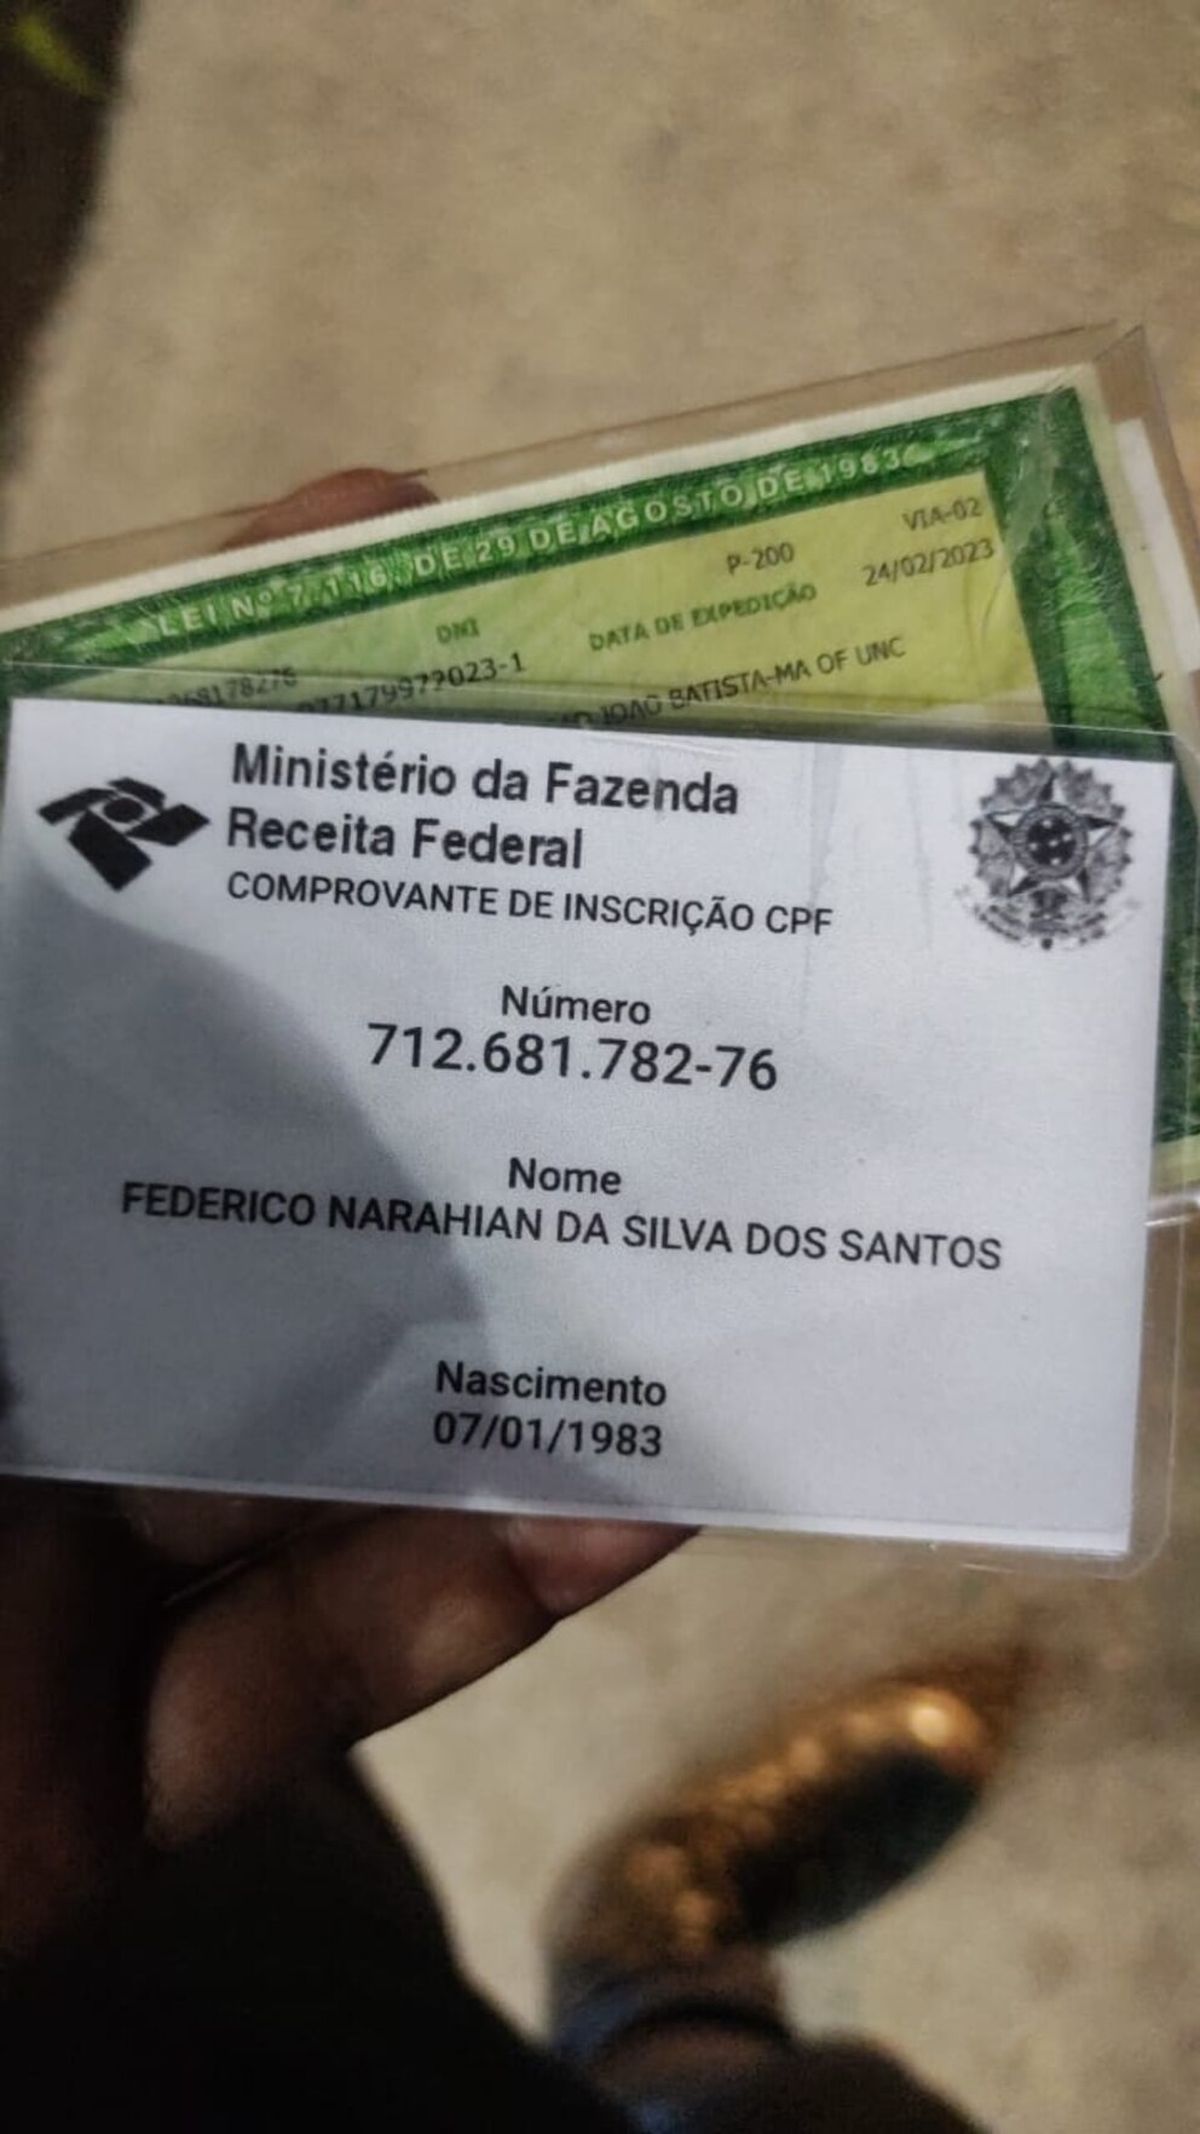 LEI Nº 7.116, DE 29 DE AGOSTO DE 1983
VIA-02
P-200
DNI
DATA DE EXPEDIÇÃO
24/02/2023
JOAO BATISTA-MA OF UNC
Ministério da Fazenda
Receita Federal
COMPROVANTE DE INSCRIÇÃO CPF
Número
712.681.782-76
Nome
FEDERICO NARAHIAN DA SILVA DOS SANTOS
Nascimento
07/01/1983